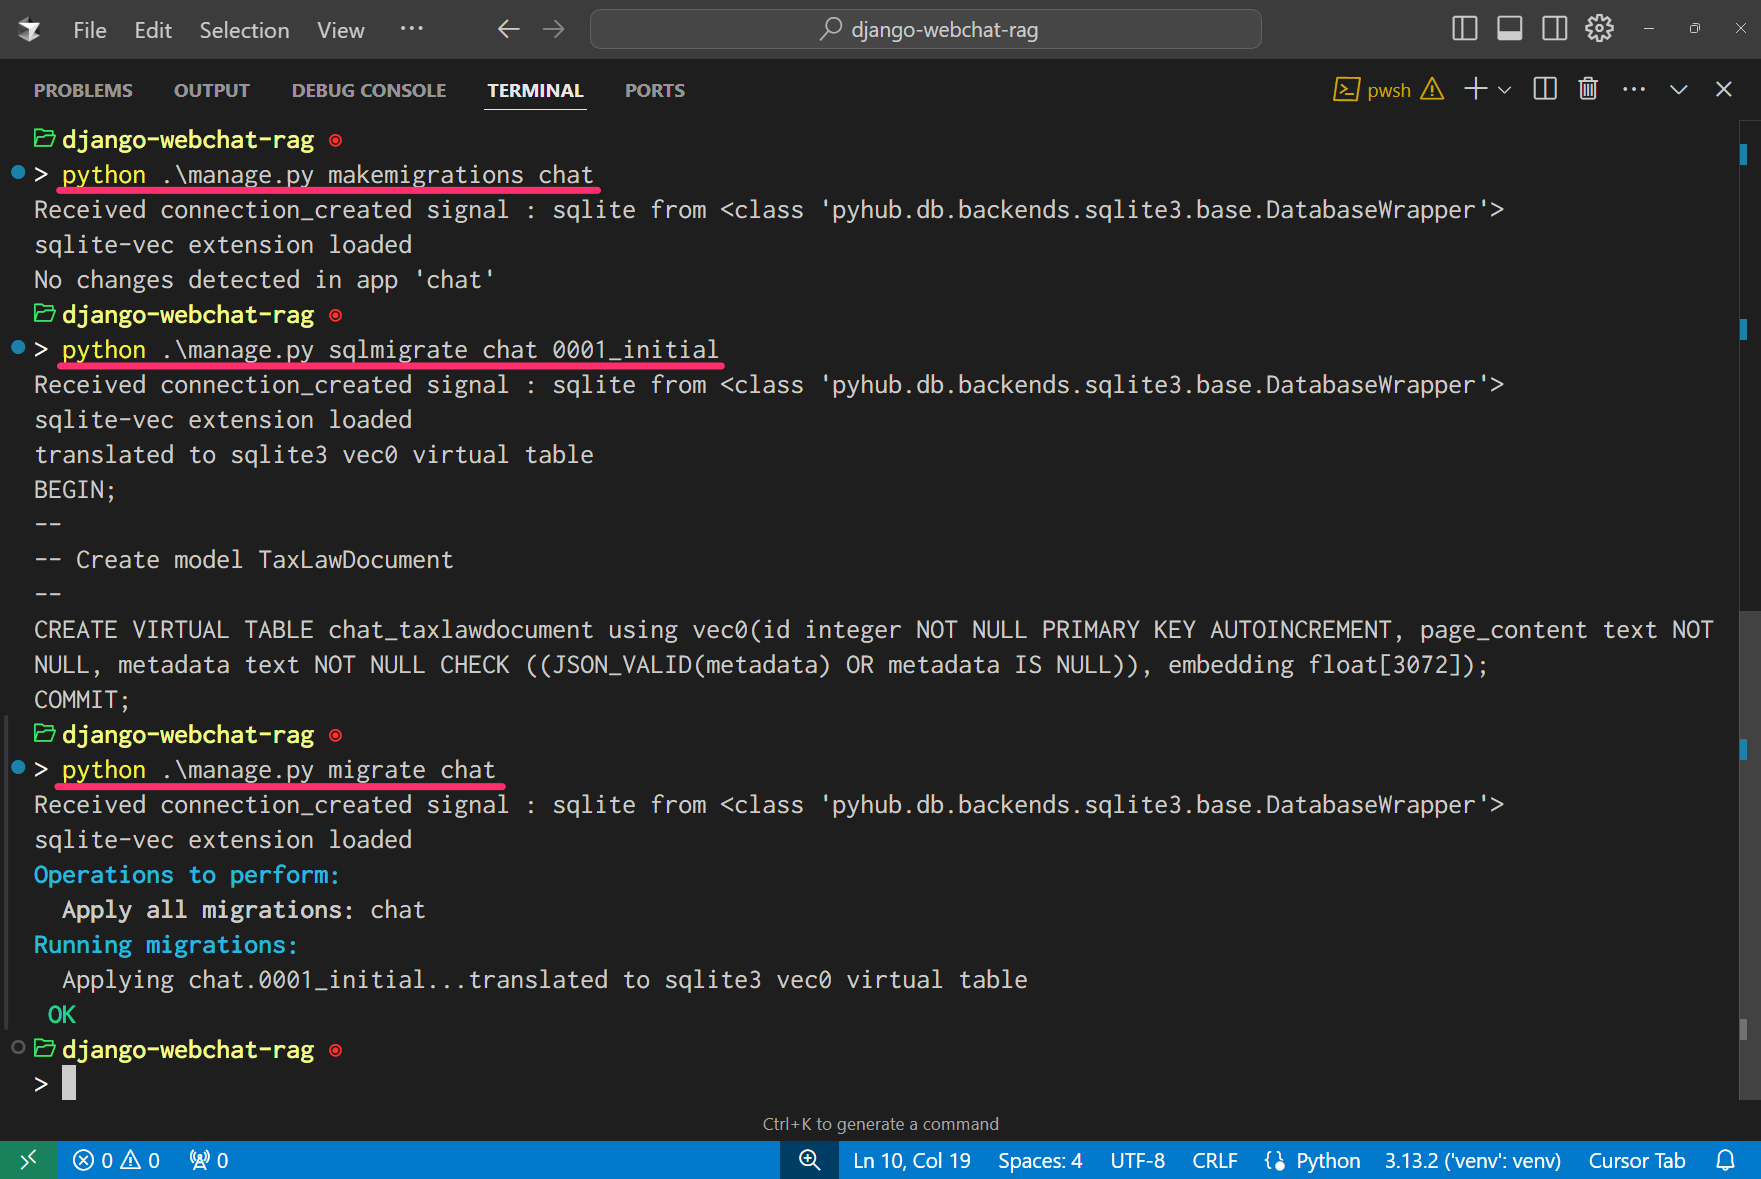 File Edit Selection View ... django-webchat-rag
PROBLEMS OUTPUT DEBUG CONSOLE TERMINAL PORTS pwsh
django-webchat-rag
> python .\manage.py makemigrations chat
Received connection_created signal : sqlite from <class 'pyhub.db.backends.sqlite3.base.DatabaseWrapper'>
sqlite-vec extension loaded
No changes detected in app 'chat'
django-webchat-rag
> python .\manage.py sqlmigrate chat 0001_initial
Received connection_created signal : sqlite from <class 'pyhub.db.backends.sqlite3.base.DatabaseWrapper'>
sqlite-vec extension loaded
translated to sqlite3 vec0 virtual table
BEGIN;
--
-- Create model TaxLawDocument
--
CREATE VIRTUAL TABLE chat_taxlawdocument using vec0(id integer NOT NULL PRIMARY KEY AUTOINCREMENT, page_content text NOT
NULL, metadata text NOT NULL CHECK ((JSON_VALID(metadata) OR metadata IS NULL)), embedding float[3072]);
COMMIT;
django-webchat-rag
> python .\manage.py migrate chat
Received connection_created signal : sqlite from <class 'pyhub.db.backends.sqlite3.base.DatabaseWrapper'>
sqlite-vec extension loaded
Operations to perform:
Apply all migrations: chat
Running migrations:
Applying chat.0001_initial...translated to sqlite3 vec0 virtual table
OK
django-webchat-rag
>
Ctrl+K to generate a command
0 0 0 Ln 10, Col 19 Spaces: 4 UTF-8 CRLF Python 3.13.2 ('venv': venv) Cursor Tab